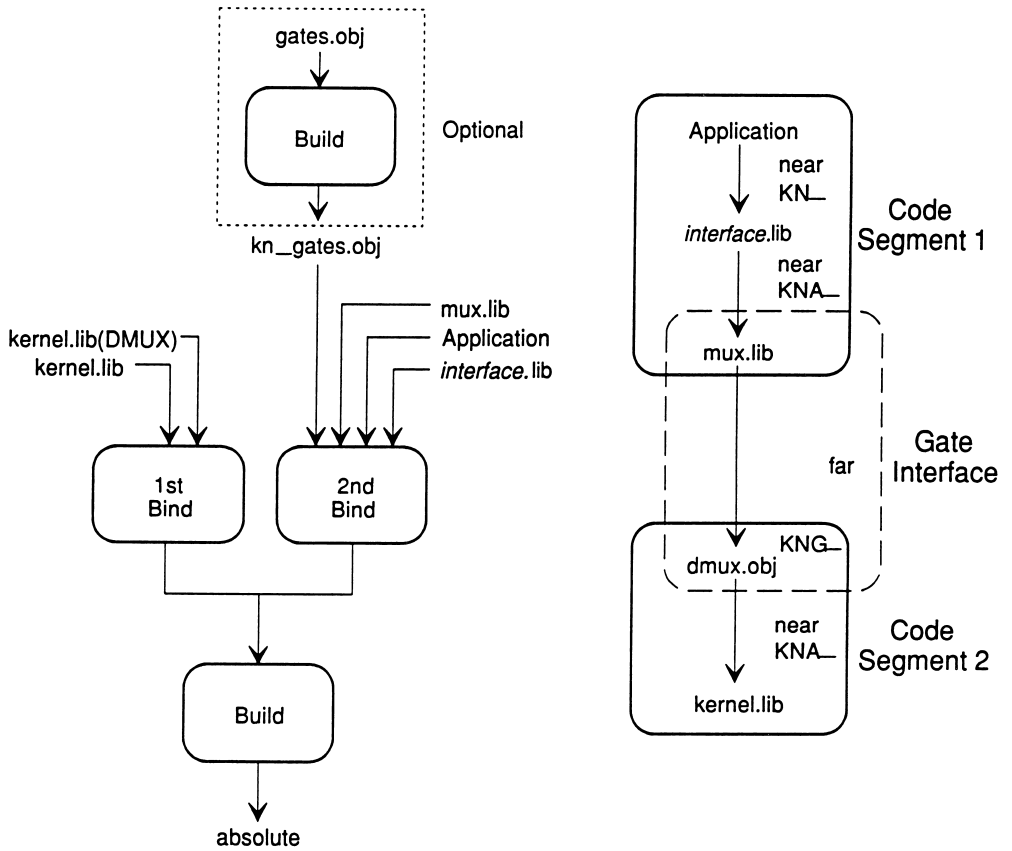 gates.obj
Build
Optional
kn_gates.obj
mux.lib
kernel.lib(DMUX)
Application
kernel.lib
interface.lib
1st
Bind
2nd
Bind
Build
absolute
Application
near
KN_
interface.lib
near
KNA_
mux.lib
Code
Segment 1
far
Gate
Interface
KNG_
dmux.obj
near
KNA_
kernel.lib
Code
Segment 2